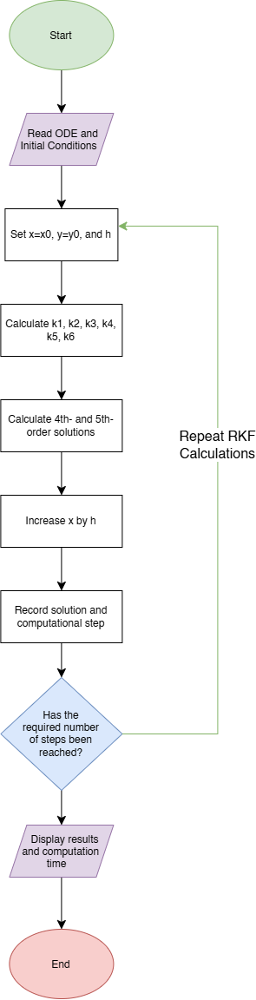 Start
Read ODE and
Initial Conditions
Set x=x0, y=y0, and h
Calculate k1, k2, k3, k4,
k5, k6
Calculate 4th- and 5th-
order solutions
Repeat RKF
Calculations
Increase x by h
Record solution and
computational step
Has the
required number
of steps been
reached?
Display results
and computation
time
End